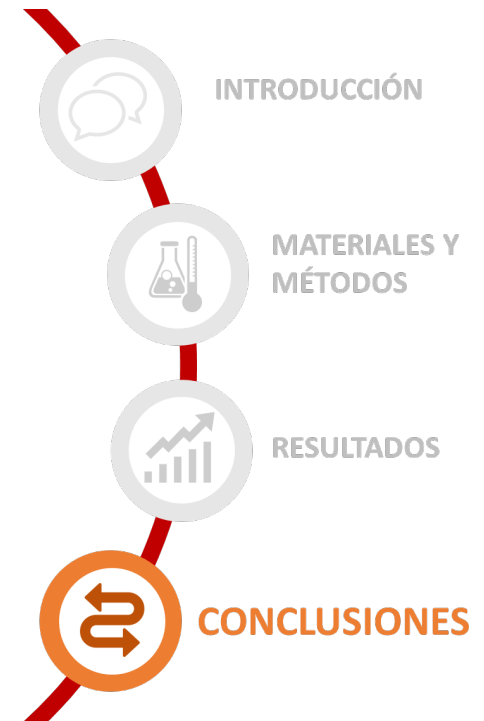 INTRODUCCIÓN
MATERIALES Y
MÉTODOS
RESULTADOS
CONCLUSIONES